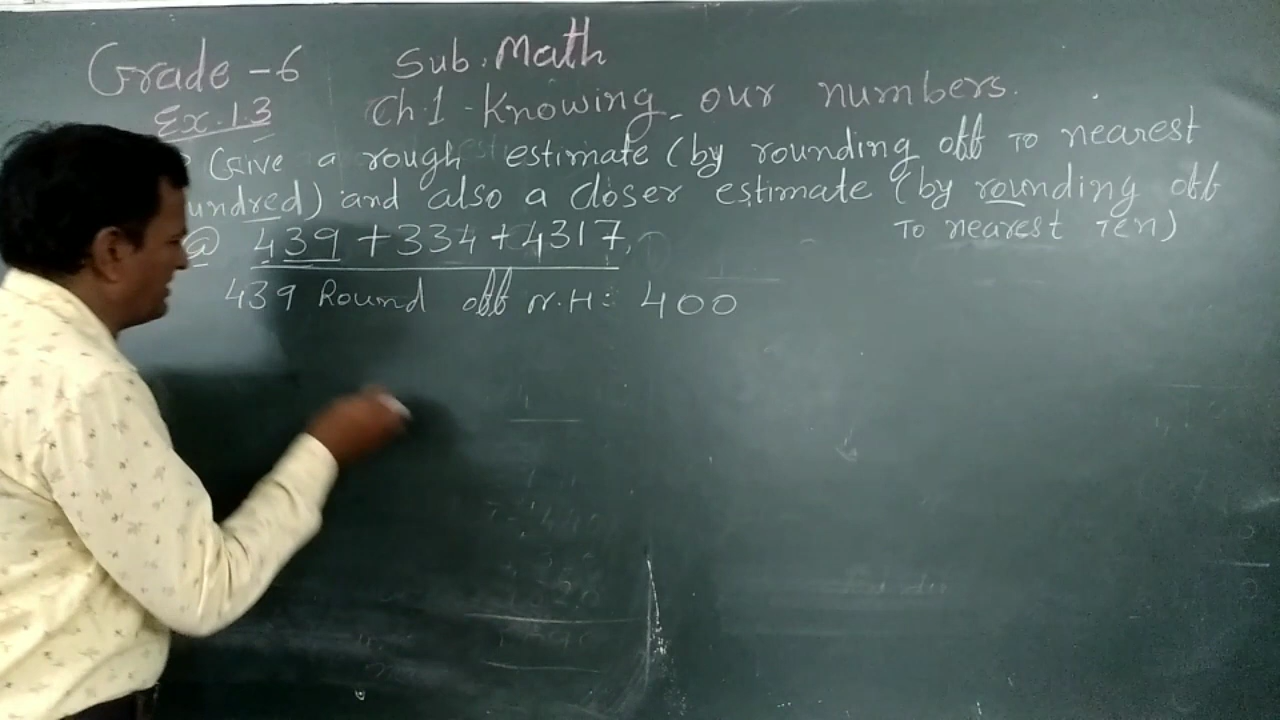 Grade - 6 Sub. Math
Ex. 1.3 Ch.1 - Knowing our numbers.
Give a rough estimate (by rounding off To nearest
undred) and also a closer estimate (by rounding off
To nearest Ten)
@ 439 + 334 + 4317,
439 Round off N.H = 400